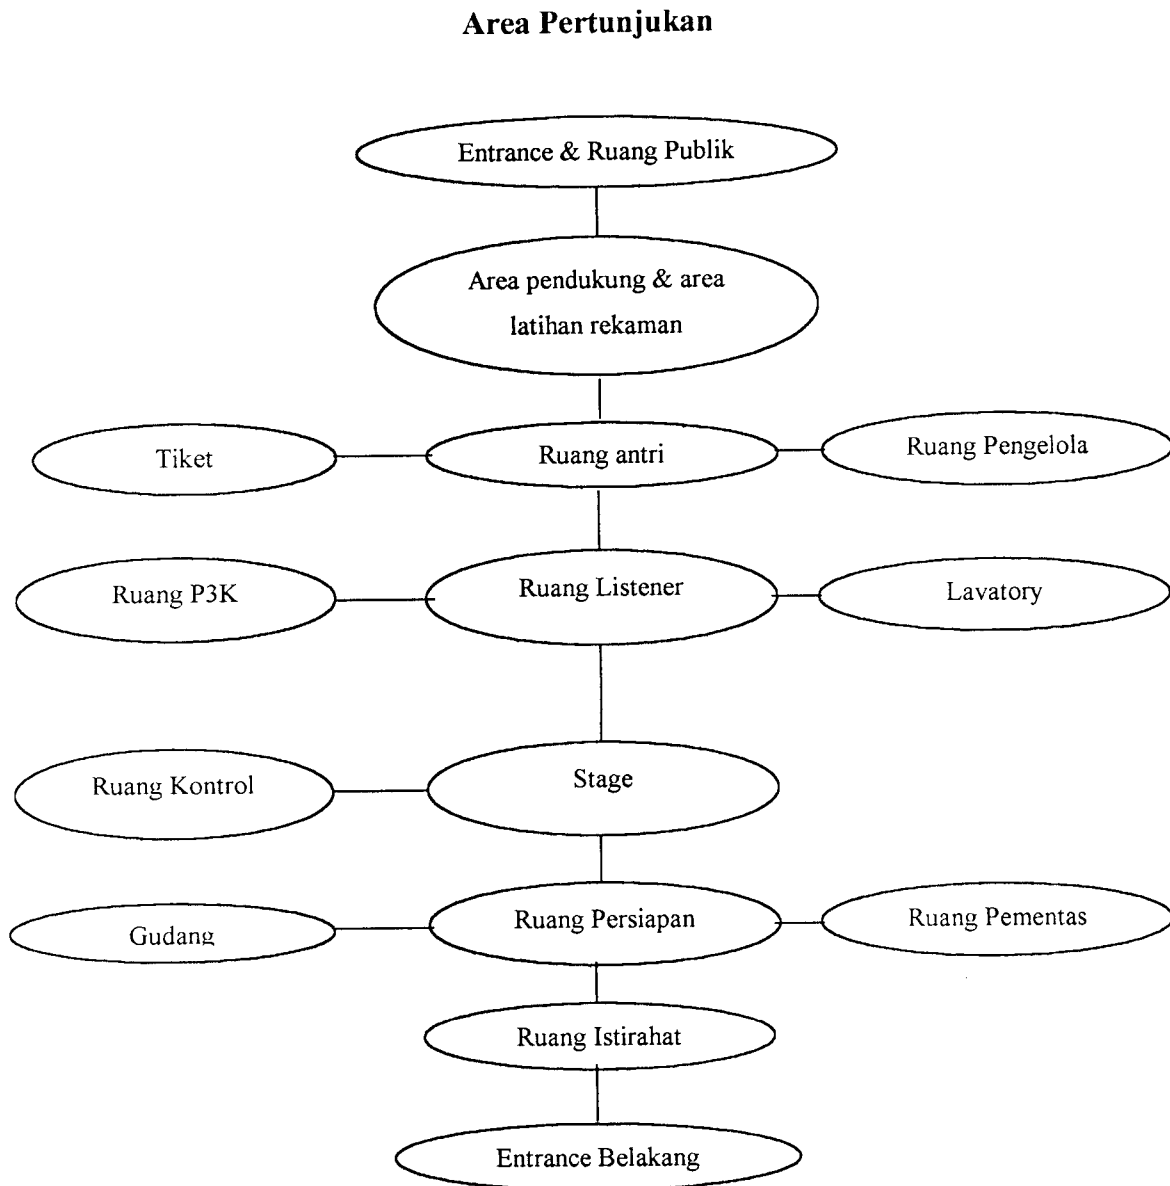 Area Pertunjukan
Entrance & Ruang Publik
Area pendukung & area
latihan rekaman
Tiket
Ruang antri
Ruang Pengelola
Ruang P3K
Ruang Listener
Lavatory
Ruang Kontrol
Stage
Gudang
Ruang Persiapan
Ruang Pementas
Ruang Istirahat
Entrance Belakang